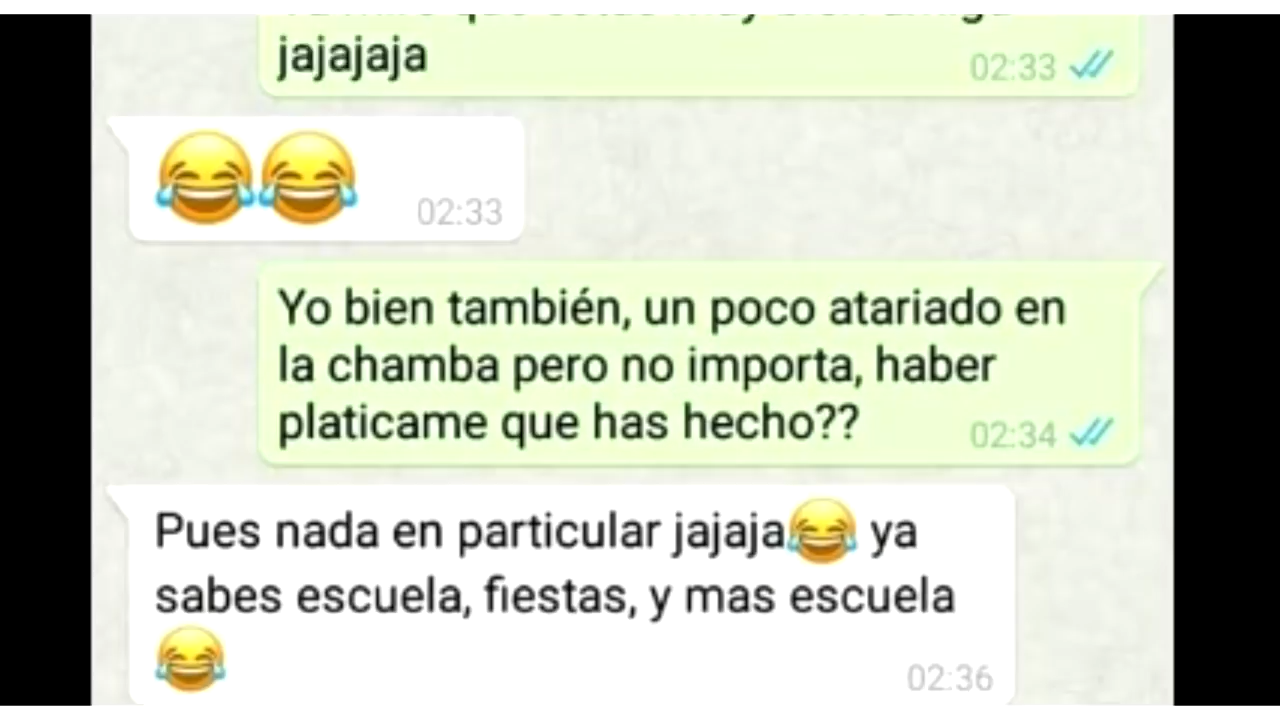 jajajaja
02:33
😂😂
02:33
Yo bien también, un poco atariado en
la chamba pero no importa, haber
platicame que has hecho??
02:34
Pues nada en particular jajaja😂 ya
sabes escuela, fiestas, y mas escuela
😂
02:36